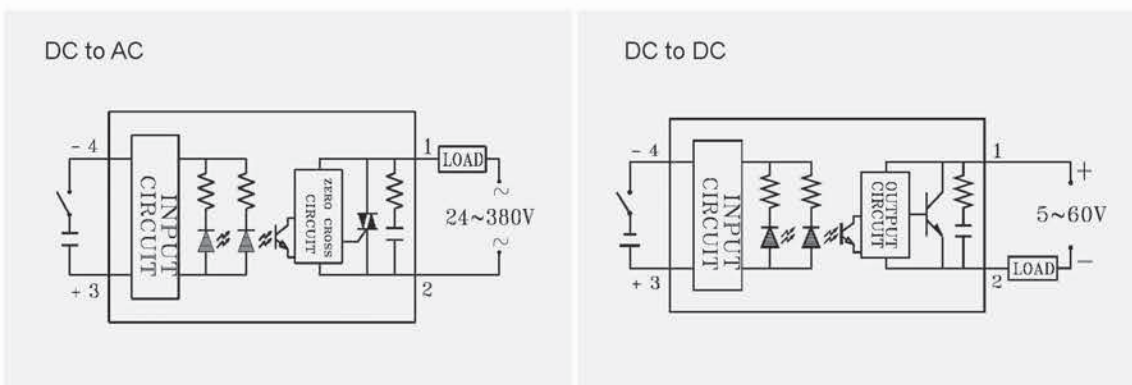 DC to AC
- 4
+ 3
INPUT
CIRCUIT
ZERO CROSS
CIRCUIT
1
LOAD
24~380V
2
DC to DC
- 4
+ 3
INPUT
CIRCUIT
OUTPUT
CIRCUIT
1
+
5~60V
-
2
LOAD